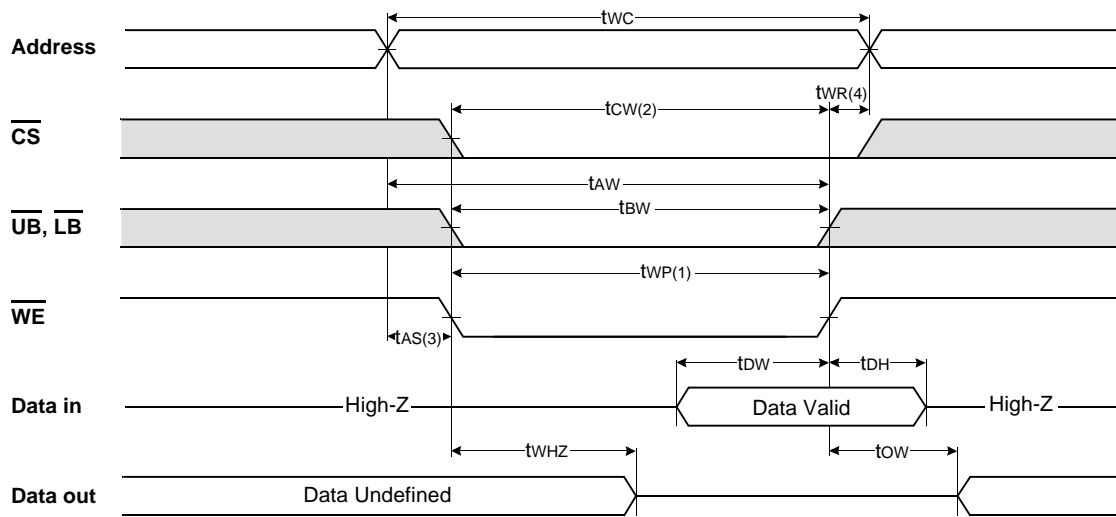 tWC
Address
tCW(2)
tWR(4)
CS
tAW
tBW
UB, LB
tWP(1)
WE
tAS(3)
tDW
tDH
Data in
High-Z
Data Valid
High-Z
tWHZ
tOW
Data out
Data Undefined